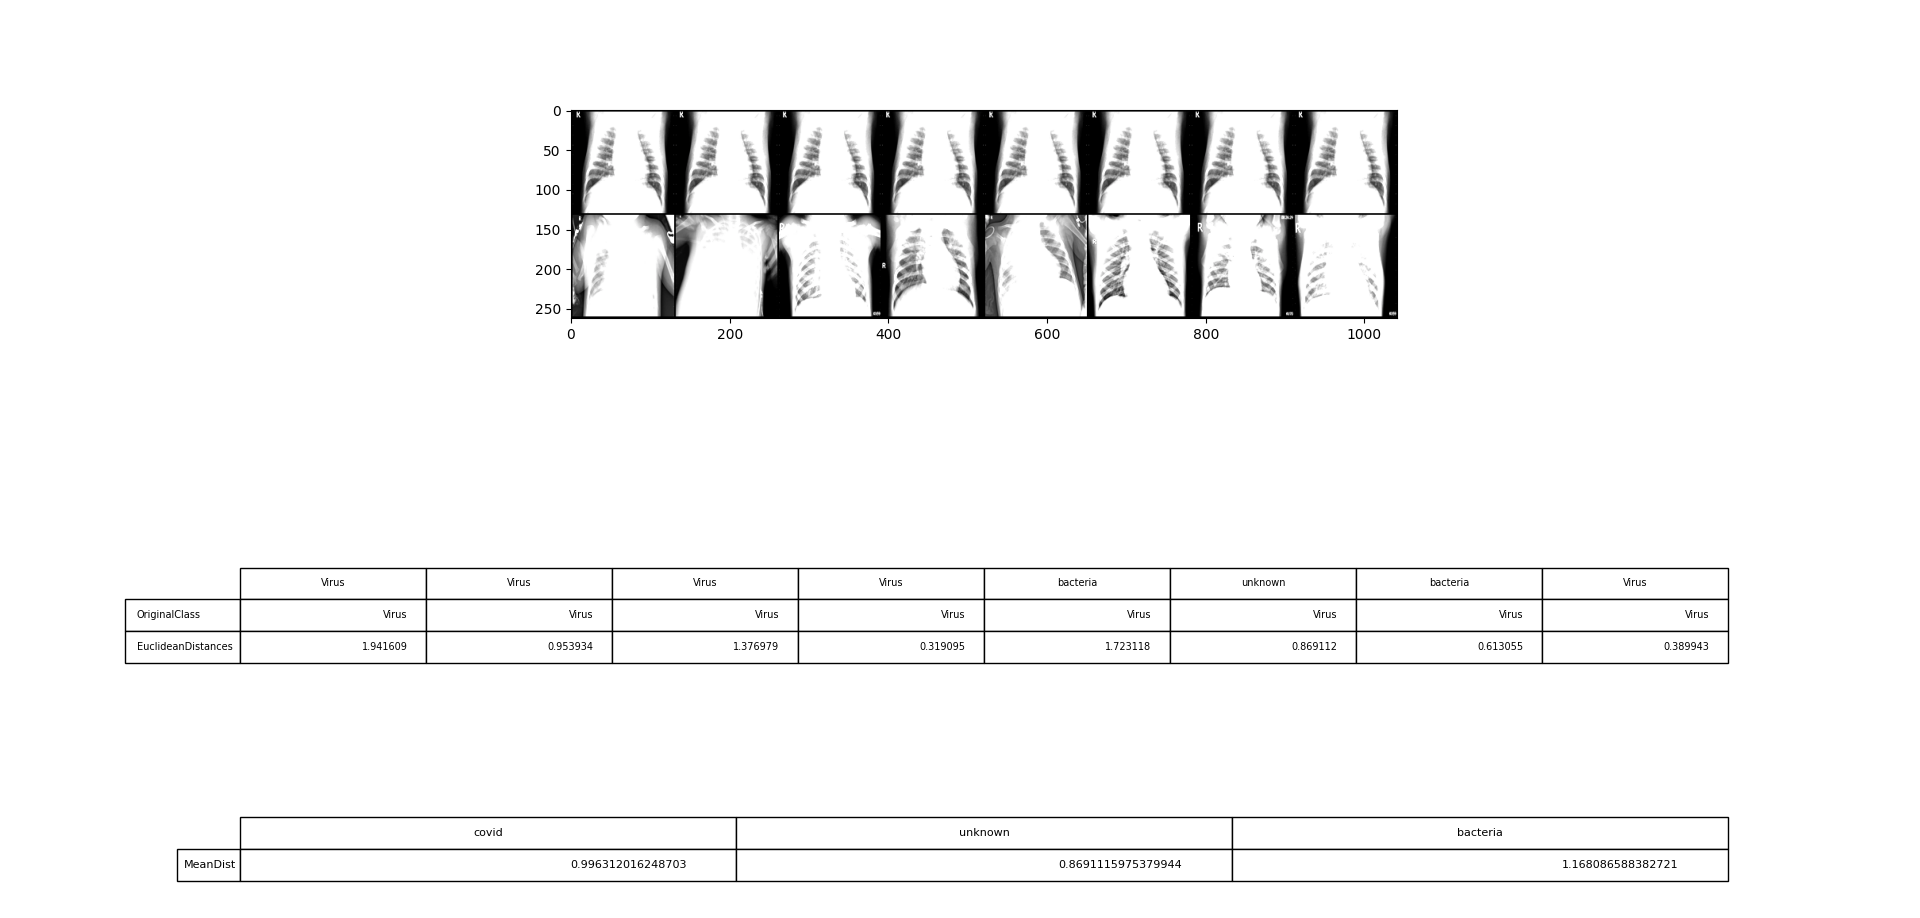 0
50
100
150
200
250
K K K K K K K K
R R R R R
0 200 400 600 800 1000
Virus Virus Virus Virus bacteria unknown bacteria Virus
OriginalClass Virus Virus Virus Virus Virus Virus Virus Virus
EuclideanDistances 1.941609 0.953934 1.376979 0.319095 1.723118 0.869112 0.613055 0.389943
covid unknown bacteria
MeanDist 0.996312016248703 0.8691115975379944 1.168086588382721